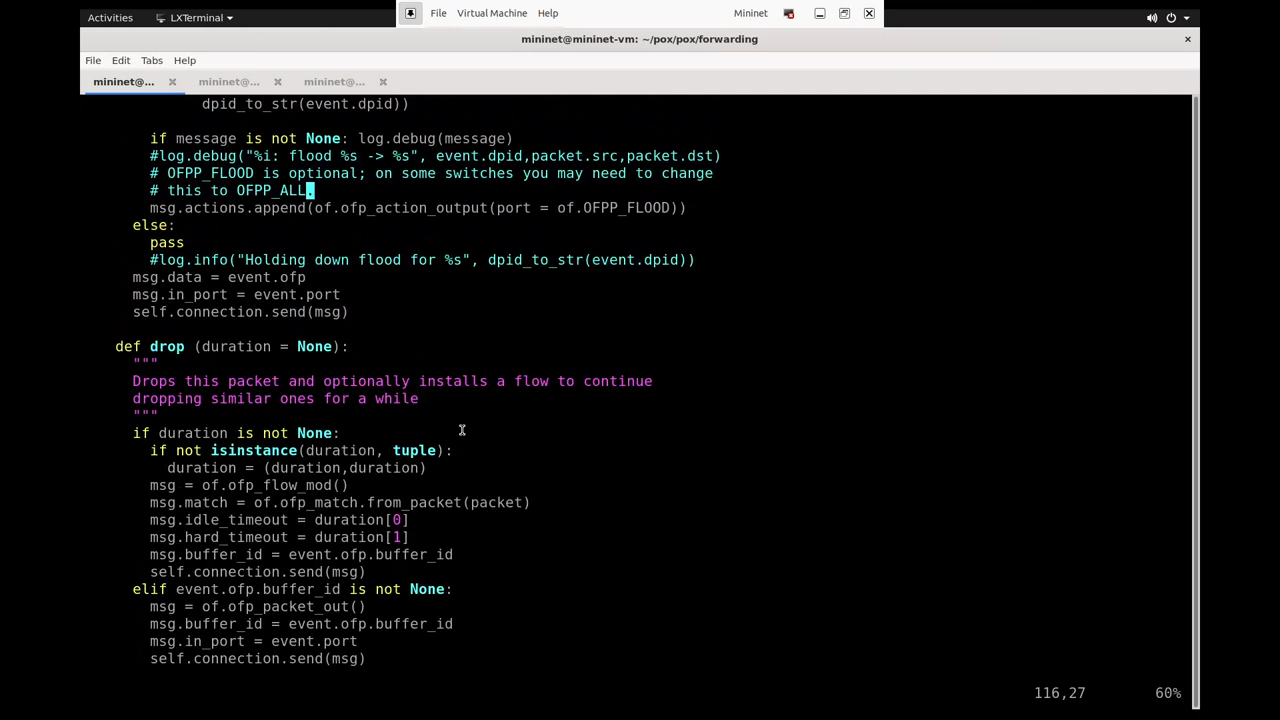 Activities LXTerminal File Virtual Machine Help Mininet
mininet@mininet-vm: ~/pox/pox/forwarding
File Edit Tabs Help
mininet@... mininet@... mininet@...
dpid_to_str(event.dpid))
if message is not None: log.debug(message)
#log.debug("%i: flood %s -> %s", event.dpid,packet.src,packet.dst)
# OFPP_FLOOD is optional; on some switches you may need to change
# this to OFPP_ALL.
msg.actions.append(of.ofp_action_output(port = of.OFPP_FLOOD))
else:
pass
#log.info("Holding down flood for %s", dpid_to_str(event.dpid))
msg.data = event.ofp
msg.in_port = event.port
self.connection.send(msg)
def drop (duration = None):
"""
Drops this packet and optionally installs a flow to continue
dropping similar ones for a while
"""
if duration is not None:
if not isinstance(duration, tuple):
duration = (duration,duration)
msg = of.ofp_flow_mod()
msg.match = of.ofp_match.from_packet(packet)
msg.idle_timeout = duration[0]
msg.hard_timeout = duration[1]
msg.buffer_id = event.ofp.buffer_id
self.connection.send(msg)
elif event.ofp.buffer_id is not None:
msg = of.ofp_packet_out()
msg.buffer_id = event.ofp.buffer_id
msg.in_port = event.port
self.connection.send(msg)
116,27 60%